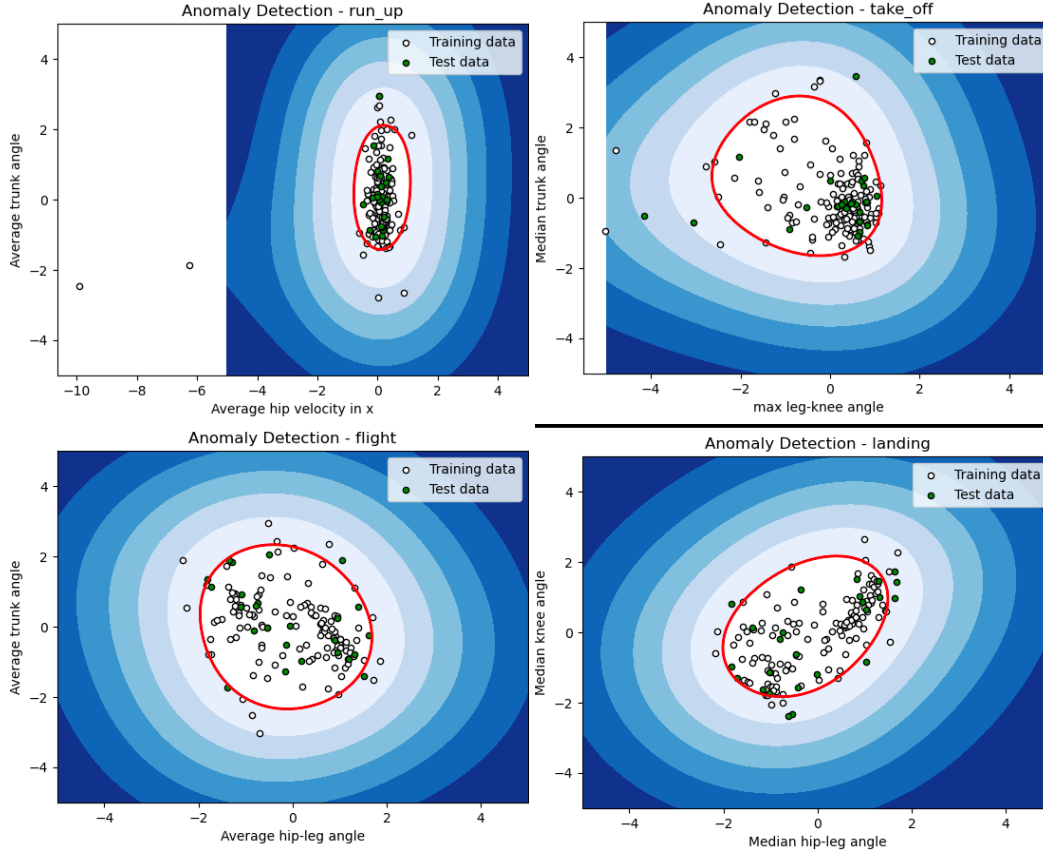 Anomaly Detection - run_up
Training data
Test data
Average trunk angle
4
2
0
−2
−4
−10
−8
−6
−4
−2
0
2
4
Average hip velocity in x
Anomaly Detection - take_off
Training data
Test data
Median trunk angle
4
2
0
−2
−4
−4
−2
0
2
4
max leg-knee angle
Anomaly Detection - flight
Training data
Test data
Average trunk angle
4
2
0
−2
−4
−4
−2
0
2
4
Average hip-leg angle
Anomaly Detection - landing
Training data
Test data
Median knee angle
4
2
0
−2
−4
−4
−2
0
2
4
Median hip-leg angle